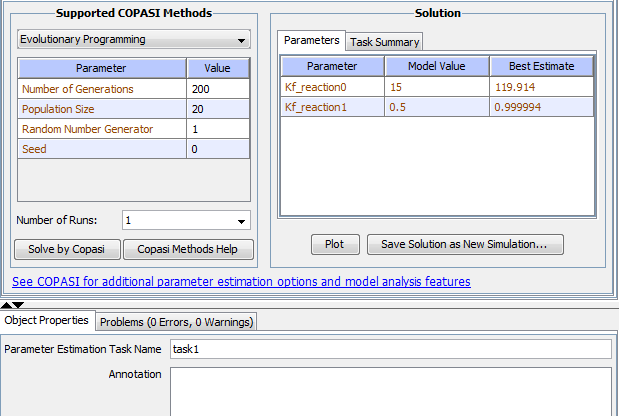 Supported COPASI Methods
Evolutionary Programming
Parameter Value
Number of Generations 200
Population Size 20
Random Number Generator 1
Seed 0
Number of Runs: 1
Solve by Copasi Copasi Methods Help
Solution
Parameters Task Summary
Parameter Model Value Best Estimate
Kf_reaction0 15 119.914
Kf_reaction1 0.5 0.999994
Plot Save Solution as New Simulation...
See COPASI for additional parameter estimation options and model analysis features
Object Properties Problems (0 Errors, 0 Warnings)
Parameter Estimation Task Name task1
Annotation